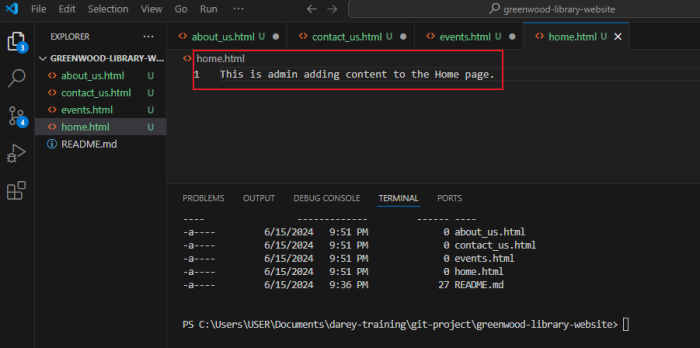 File Edit Selection View Go Run ... greenwood-library-website
EXPLORER ...
GREENWOOD-LIBRARY-W...
about_us.html U
contact_us.html U
events.html U
home.html U
README.md
3
4
about_us.html U contact_us.html U events.html U home.html U
home.html
1 This is admin adding content to the Home page.
PROBLEMS OUTPUT DEBUG CONSOLE TERMINAL PORTS
---- ------------- ------ ----
-a---- 6/15/2024 9:51 PM 0 about_us.html
-a---- 6/15/2024 9:51 PM 0 contact_us.html
-a---- 6/15/2024 9:51 PM 0 events.html
-a---- 6/15/2024 9:51 PM 0 home.html
-a---- 6/15/2024 9:36 PM 27 README.md
PS C:\Users\USER\Documents\darey-training\git-project\greenwood-library-website>